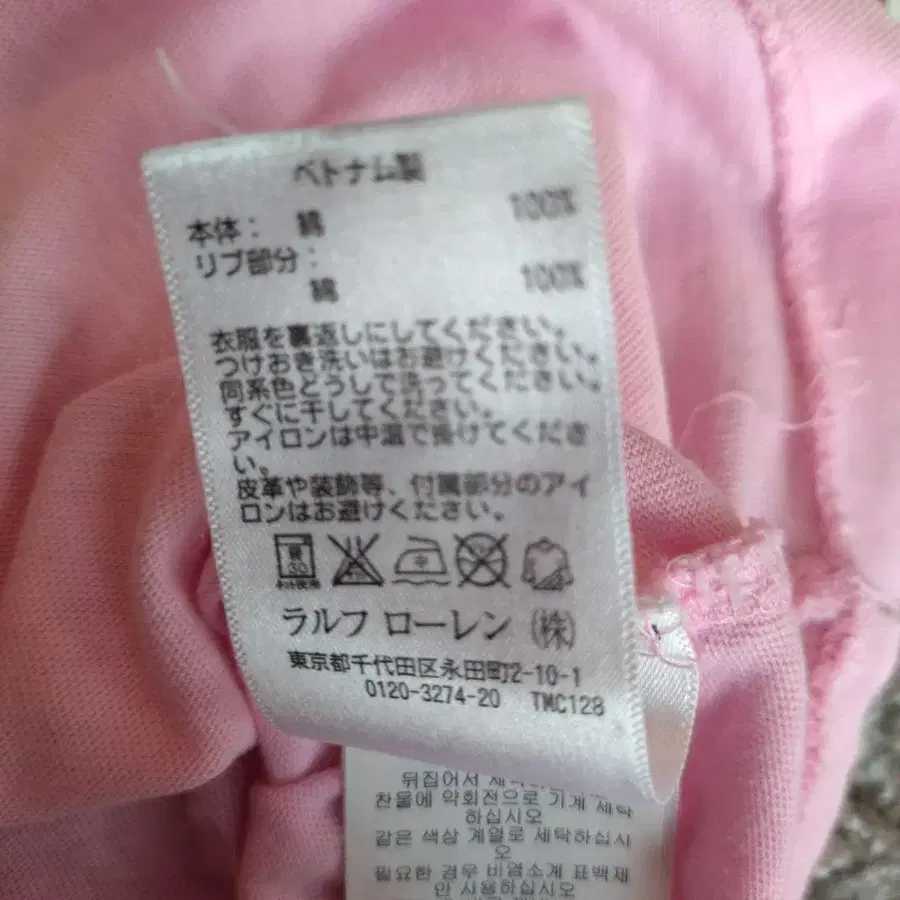 ベトナム製
本体: 綿 100%
リブ部分:
綿 100%
衣服を裏返しにしてください。
つけおき洗いはお避けください。
同系色どうしで洗ってください。
すぐに干してください。
アイロンは中温で掛けてくださ
い。
皮革や装飾等、付属部分のアイ
ロンはお避けください。
30 中
ネット使用
ラルフ ローレン (株)
東京都千代田区永田町2-10-1
0120-3274-20 TMC128
뒤집어서
찬물에 약회전으로 기계 세탁
하십시오
같은 색상 계열로 세탁하십시
오
필요한 경우 비염소계 표백제
만 사용하십시오